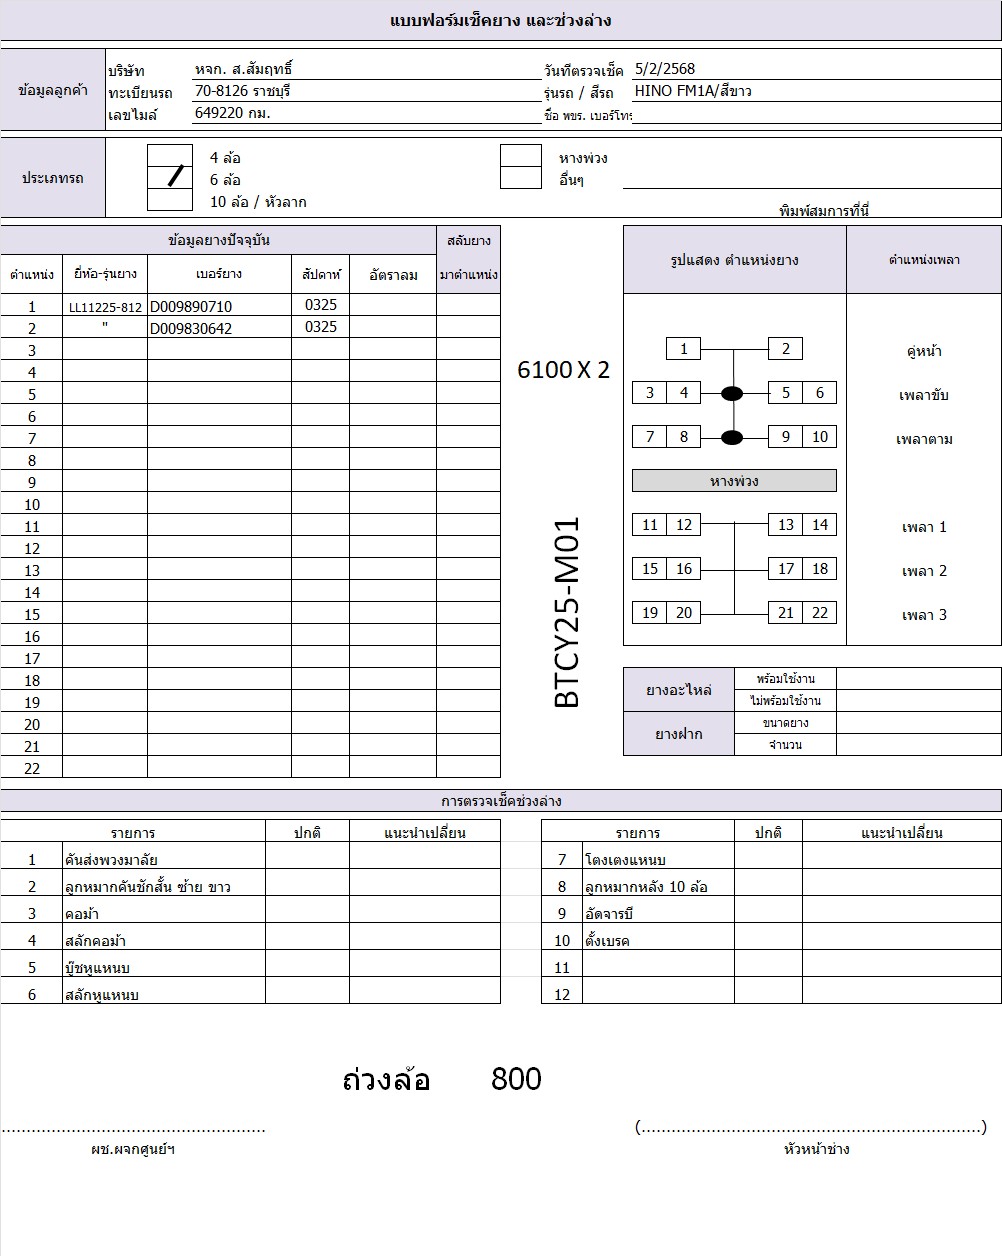 แบบฟอร์มเช็คยาง และช่วงล่าง
ข้อมูลลูกค้า
บริษัท หจก. ส.สัมฤทธิ์ วันที่ตรวจเช็ค 5/2/2568
ทะเบียนรถ 70-8126 ราชบุรี รุ่นรถ / สีรถ HINO FM1A/สีขาว
เลขไมล์ 649220 กม. ชื่อ พขร. เบอร์โทร
ประเภทรถ
4 ล้อ หางพ่วง
/ 6 ล้อ อื่นๆ
10 ล้อ / หัวลาก
พิมพ์สมการที่นี่
ข้อมูลยางปัจจุบัน สลับยาง
ตำแหน่ง ยี่ห้อ-รุ่นยาง เบอร์ยาง สัปดาห์ อัตราลม มาตำแหน่ง
1 LL11225-812 D009890710 0325
2 " D009830642 0325
3
4
5
6
7
8
9
10
11
12
13
14
15
16
17
18
19
20
21
22
6100 X 2
BTCY25-M01
รูปแสดง ตำแหน่งยาง ตำแหน่งเพลา
1 2 คู่หน้า
3 4 5 6 เพลาขับ
7 8 9 10 เพลาตาม
หางพ่วง
11 12 13 14 เพลา 1
15 16 17 18 เพลา 2
19 20 21 22 เพลา 3
ยางอะไหล่ พร้อมใช้งาน
ไม่พร้อมใช้งาน
ยางฝาก ขนาดยาง
จำนวน
การตรวจเช็คช่วงล่าง
รายการ ปกติ แนะนำเปลี่ยน รายการ ปกติ แนะนำเปลี่ยน
1 คันส่งพวงมาลัย 7 โตงเตงแหนบ
2 ลูกหมากคันชักสั้น ซ้าย ขาว 8 ลูกหมากหลัง 10 ล้อ
3 คอม้า 9 อัดจารบี
4 สลักคอม้า 10 ตั้งเบรค
5 บู๊ชหูแหนบ 11
6 สลักหูแหนบ 12
ถ่วงล้อ 800
..................................................... (....................................................................)
ผช.ผจกศูนย์ฯ หัวหน้าช่าง